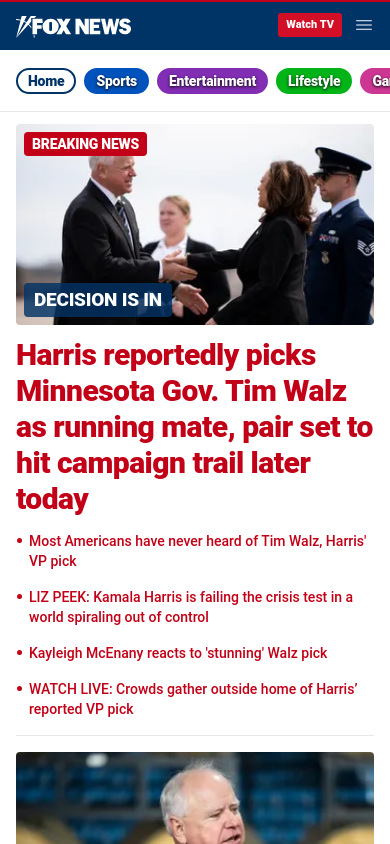 FOX NEWS
Watch TV
Home
Sports
Entertainment
Lifestyle
Ga
BREAKING NEWS
DECISION IS IN
Harris reportedly picks
Minnesota Gov. Tim Walz
as running mate, pair set to
hit campaign trail later
today
• Most Americans have never heard of Tim Walz, Harris'
VP pick
• LIZ PEEK: Kamala Harris is failing the crisis test in a
world spiraling out of control
• Kayleigh McEnany reacts to 'stunning' Walz pick
• WATCH LIVE: Crowds gather outside home of Harris’
reported VP pick